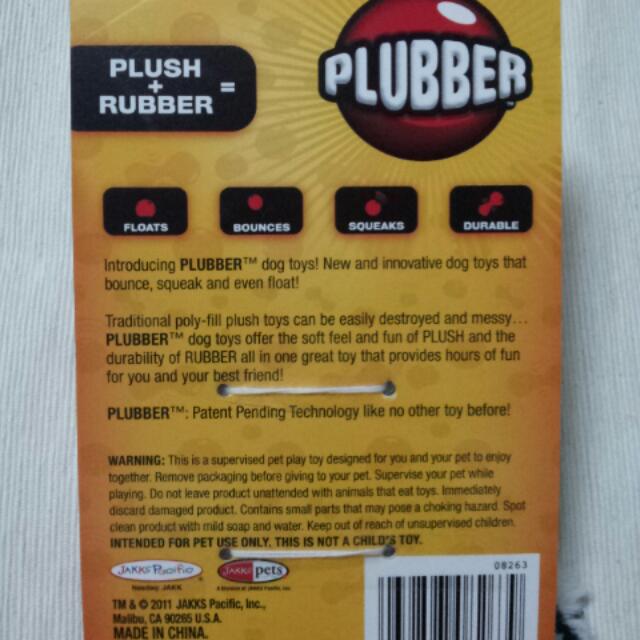 PLUSH
+
RUBBER =
PLUBBER™
FLOATS
BOUNCES
SQUEAKS
DURABLE
Introducing PLUBBER™ dog toys! New and innovative dog toys that
bounce, squeak and even float!
Traditional poly-fill plush toys can be easily destroyed and messy…
PLUBBER™ dog toys offer the soft feel and fun of PLUSH and the
durability of RUBBER all in one great toy that provides hours of fun
for you and your best friend!
PLUBBER™: Patent Pending Technology like no other toy before!
WARNING: This is a supervised pet play toy designed for you and your pet to enjoy
together. Remove packaging before giving to your pet. Supervise your pet while
playing. Do not leave product unattended with animals that eat toys. Immediately
discard damaged product. Contains small parts that may pose a choking hazard. Spot
clean product with mild soap and water. Keep out of reach of unsupervised children.
INTENDED FOR PET USE ONLY. THIS IS NOT A CHILD'S TOY.
JAKKS Pacific®
Nasdaq: JAKK
JAKKS pets
A Division of JAKKS Pacific, Inc.
08263
TM & © 2011 JAKKS Pacific, Inc.,
Malibu, CA 90265 U.S.A.
MADE IN CHINA.